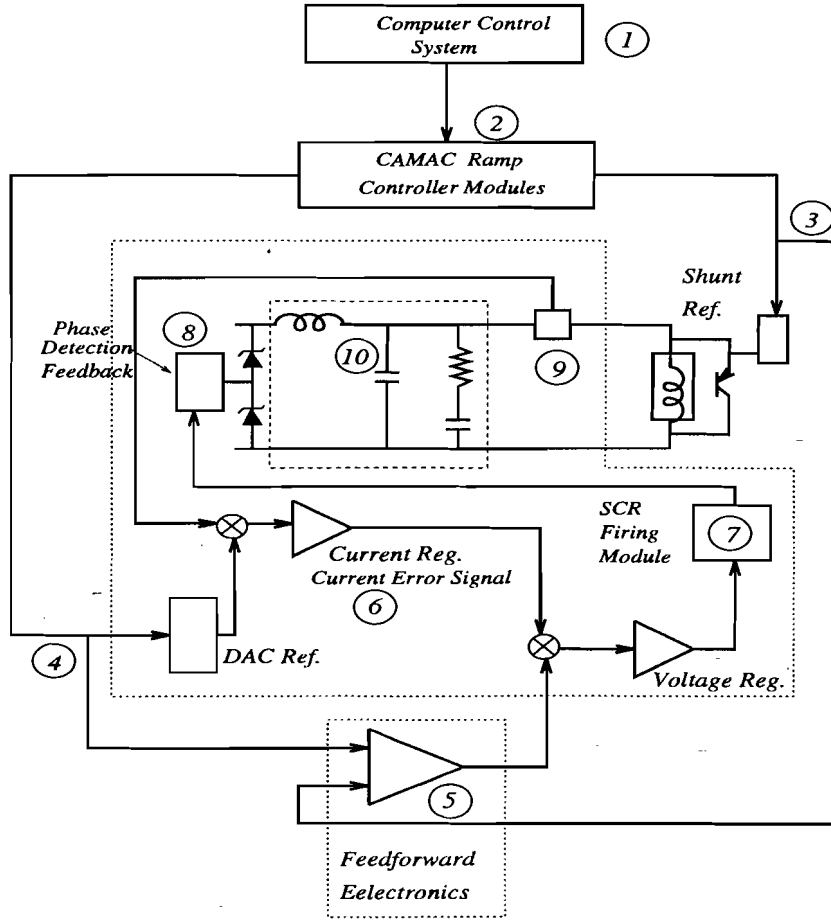 Computer Control
System
1
2
CAMAC Ramp
Controller Modules
3
Shunt
Ref.
Phase
Detection
Feedback
8
10
9
SCR
Firing
Module
7
Current Reg.
Current Error Signal
6
4
DAC Ref.
Voltage Reg.
5
Feedforward
Eelectronics